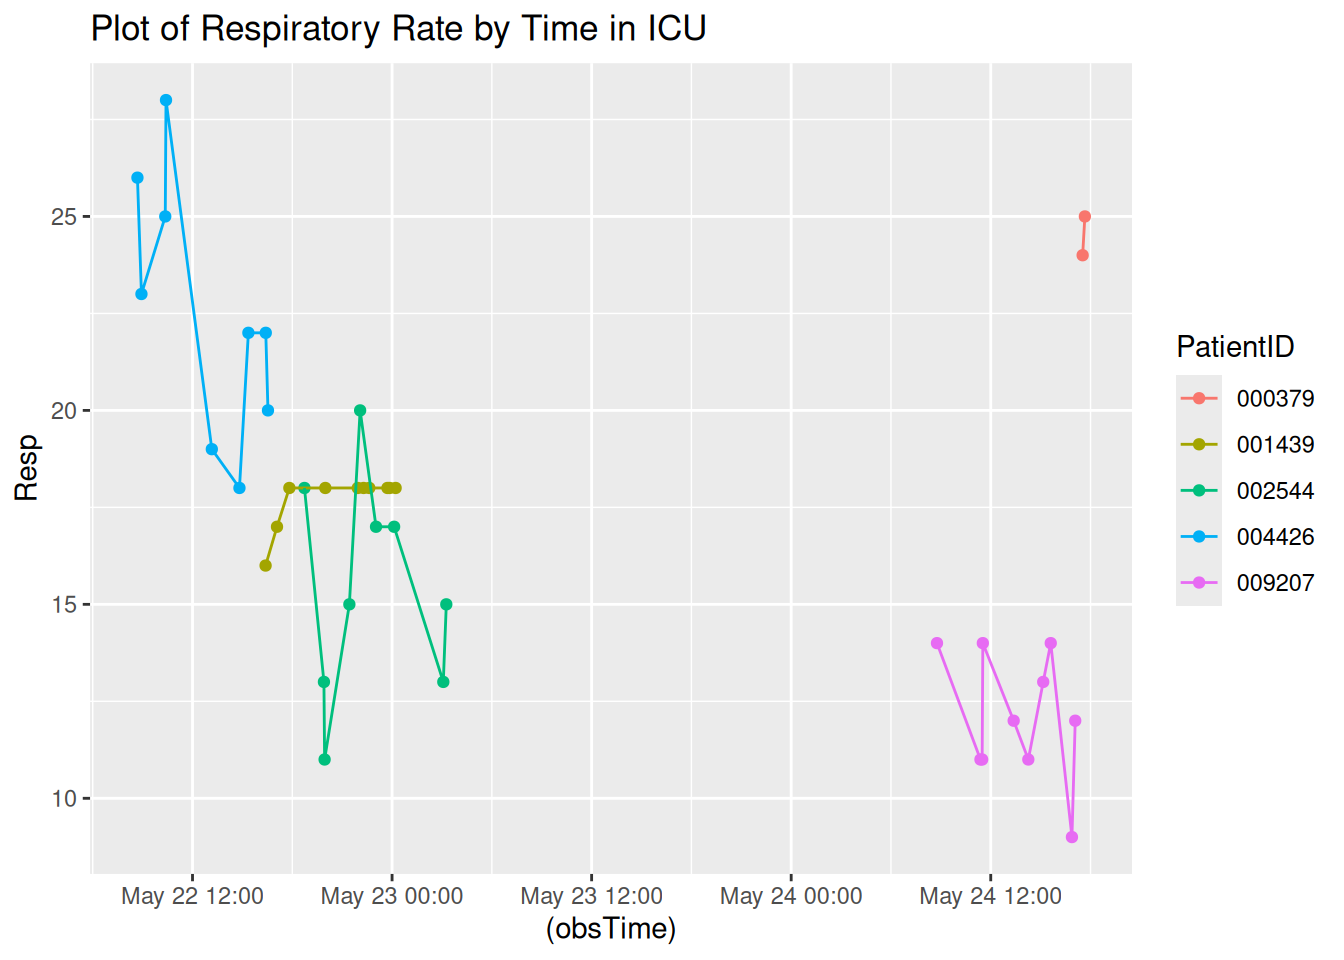 Plot of Respiratory Rate by Time in ICU
25
20
15
10
Resp
May 22 12:00
May 23 00:00
May 23 12:00
May 24 00:00
May 24 12:00
(obsTime)
PatientID
000379
001439
002544
004426
009207